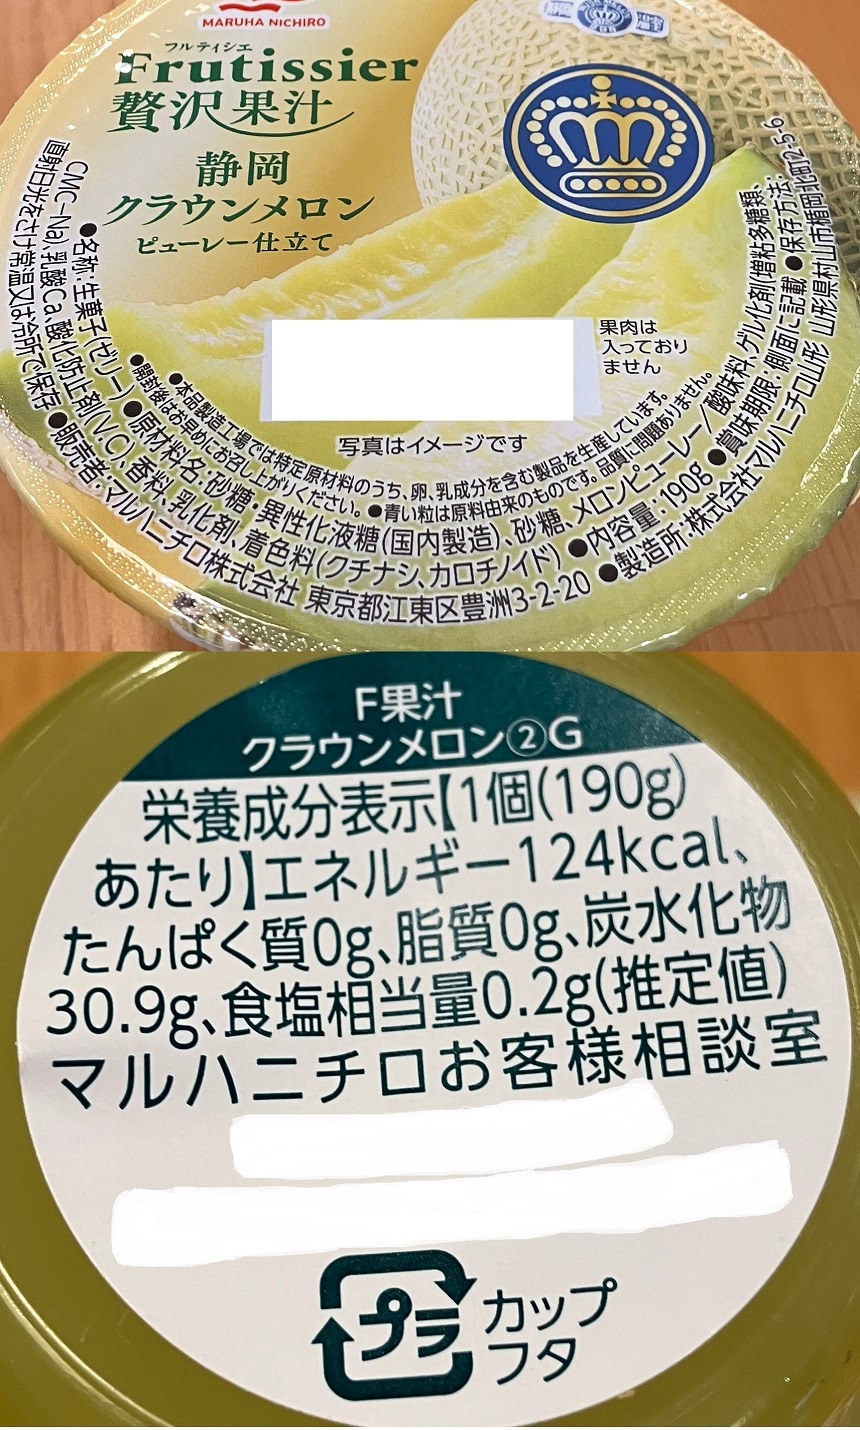 MARUHA NICHIRO
フルティシエ
Frutissier
贅沢果汁
静岡
クラウンメロン
ピューレー仕立て
静岡
温室
果肉は
入っており
ません
写真はイメージです
●本品製造工場では特定原材料のうち、卵、乳成分を含む製品を生産しています。
●開封後はお早めにお召し上がりください。●青い粒は原料由来のものです。品質に問題ありません。
●名称:生菓子(ゼリー)●原材料名:砂糖・異性化液糖(国内製造)、砂糖、メロンピューレー/酸味料、ゲル化剤(増粘多糖類、
CMC-Na)、乳酸Ca、酸化防止剤(V.C)、香料、乳化剤、着色料(クチナシ、カロチノイド)●内容量:190g●賞味期限:側面に記載●保存方法:
直射日光をさけ常温又は冷所で保存●販売者:マルハニチロ株式会社 東京都江東区豊洲3-2-20●製造所:株式会社マルハニチロ山形 山形県村山市楯岡北町2-5-6
F果汁
クラウンメロン②G
栄養成分表示【1個(190g)
あたり】エネルギー124kcal、
たんぱく質0g、脂質0g、炭水化物
30.9g、食塩相当量0.2g(推定値)
マルハニチロお客様相談室
プラ
カップ
フタ